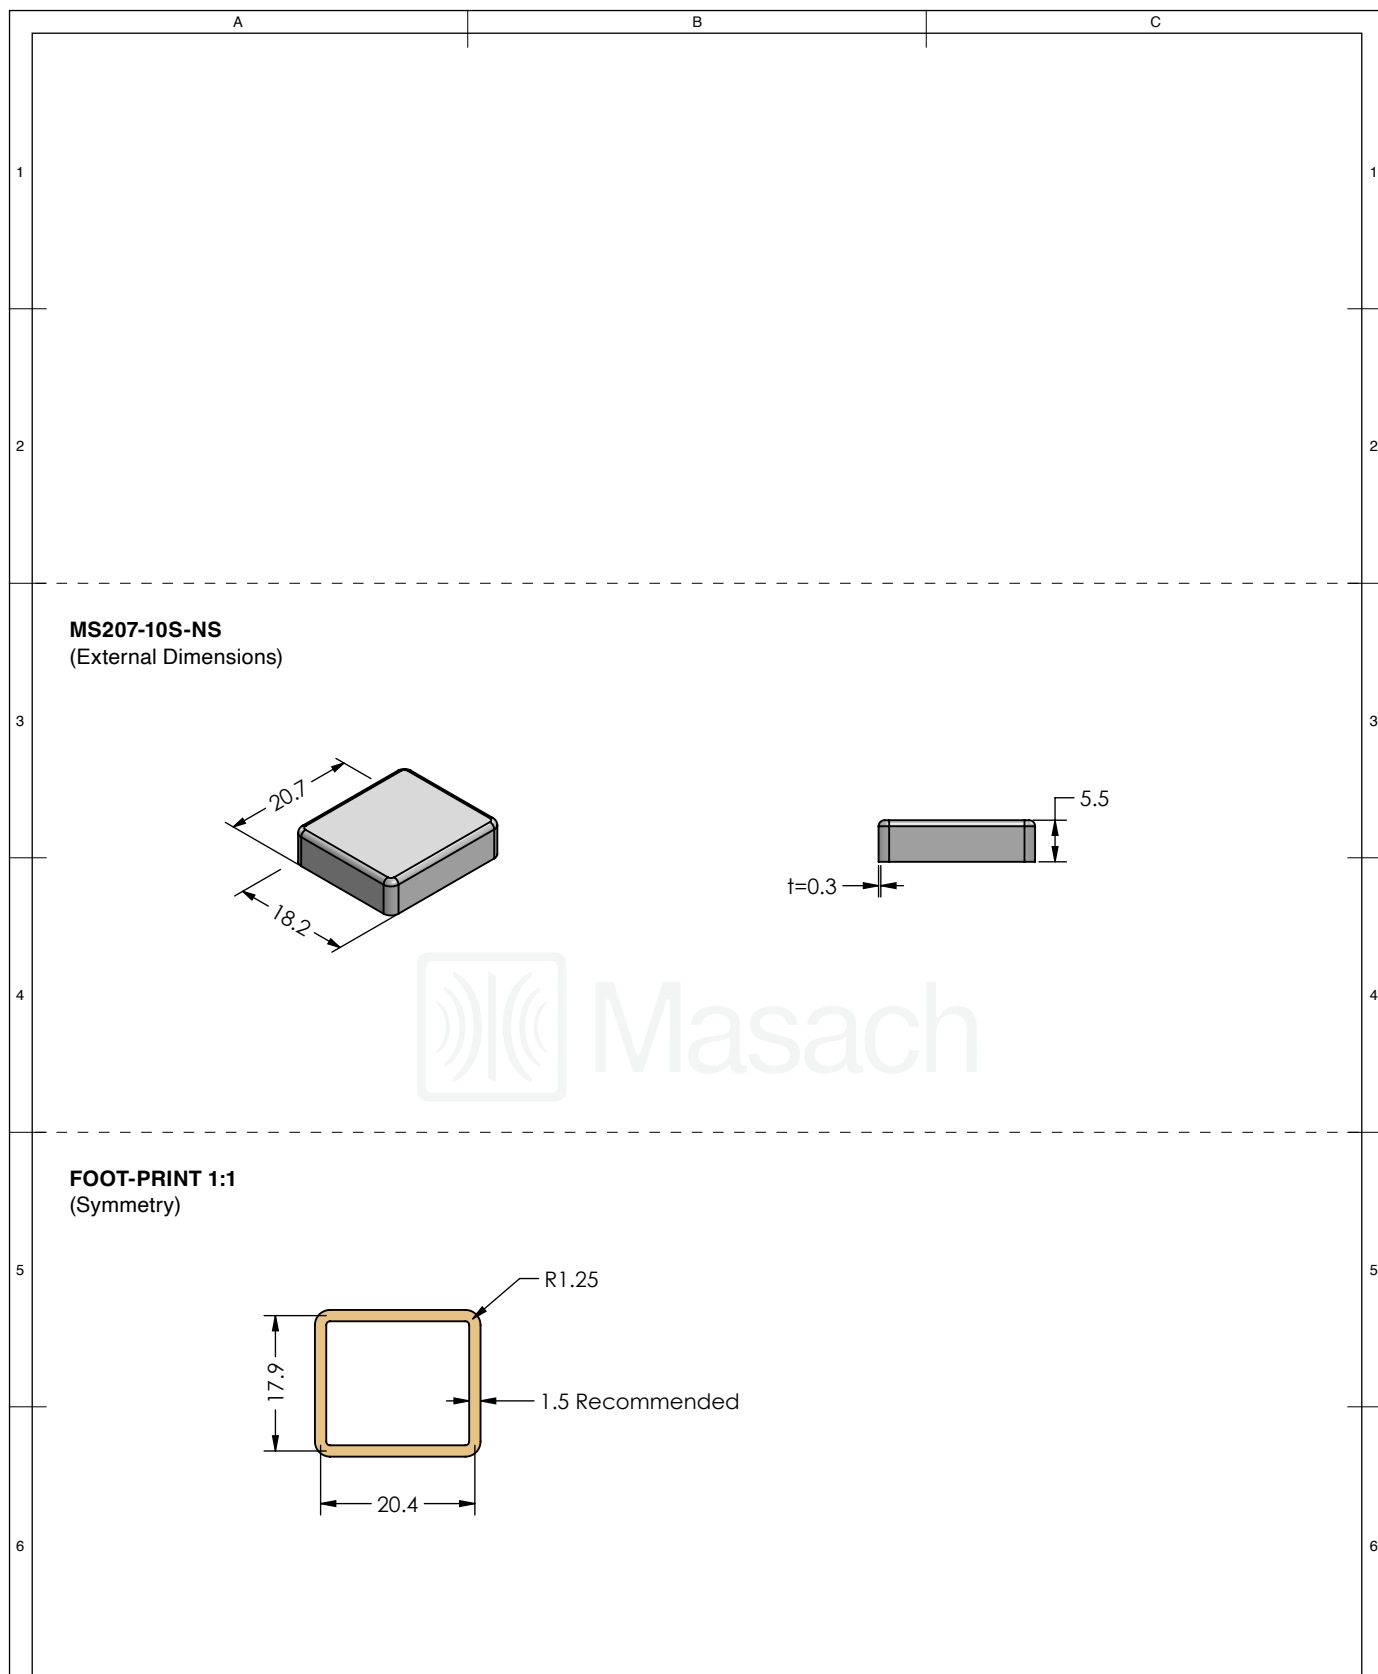 A B C
1 1
2 2
MS207-10S-NS
(External Dimensions)
3 3
20.7
18.2
5.5
t=0.3
Masach
4 4
FOOT-PRINT 1:1
(Symmetry)
5 5
R1.25
17.9
1.5 Recommended
20.4
6 6